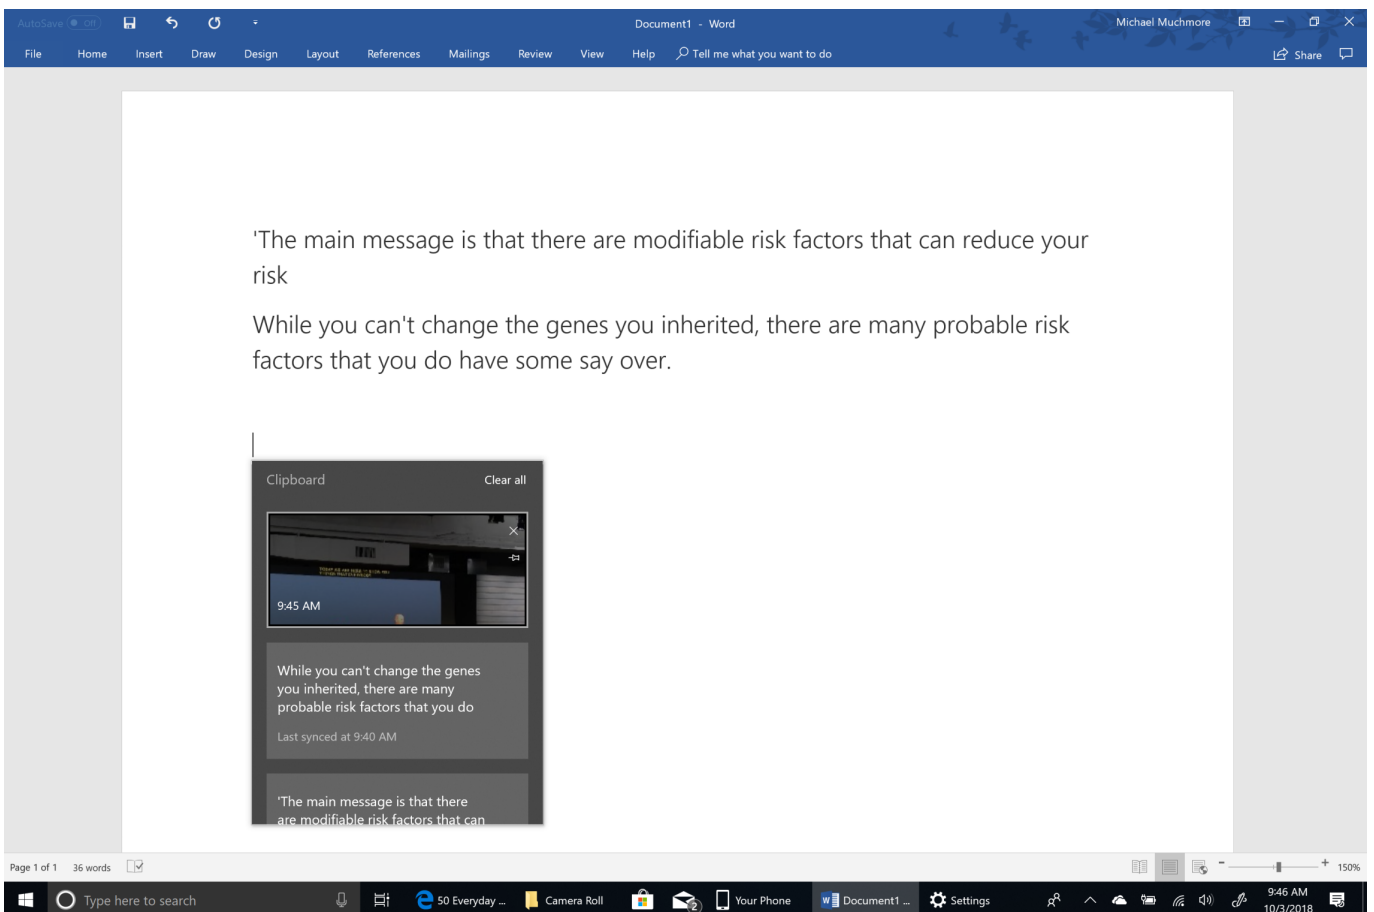 AutoSave Off
Document1 - Word
Michael Muchmore
File Home Insert Draw Design Layout References Mailings Review View Help Tell me what you want to do
Share
'The main message is that there are modifiable risk factors that can reduce your
risk
While you can't change the genes you inherited, there are many probable risk
factors that you do have some say over.
Clipboard Clear all
9:45 AM
While you can't change the genes
you inherited, there are many
probable risk factors that you do
Last synced at 9:40 AM
'The main message is that there
are modifiable risk factors that can
Page 1 of 1 36 words
150%
Type here to search
50 Everyday ...
Camera Roll
2
Your Phone
Document1 ...
Settings
9:46 AM
10/3/2018